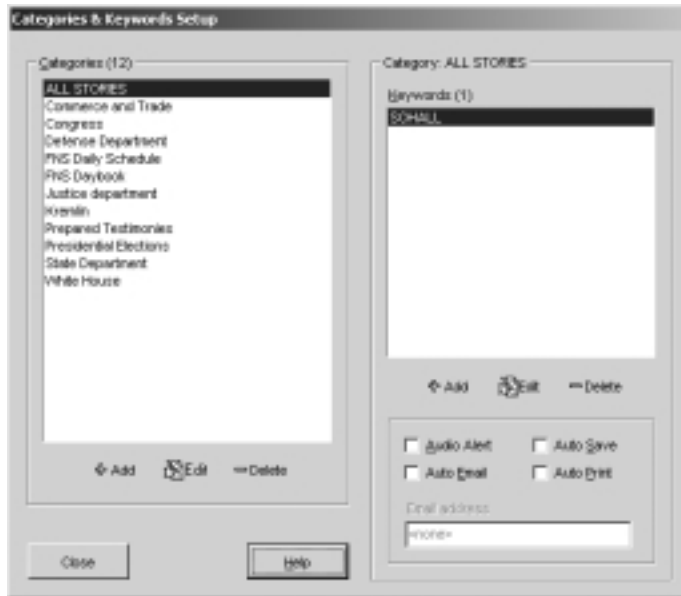 Categories & Keywords Setup
Categories (12)
ALL STORIES
Commerce and Trade
Congress
Defense Department
FNS Daily Schedule
FNS Daybook
Justice department
Kremlin
Prepared Testimonies
Presidential Elections
State Department
White House
Add Edit Delete
Close Help
Category: ALL STORIES
Keywords (1)
SOHALL
Add Edit Delete
Audio Alert Auto Save
Auto Email Auto Print
Email address
<none>